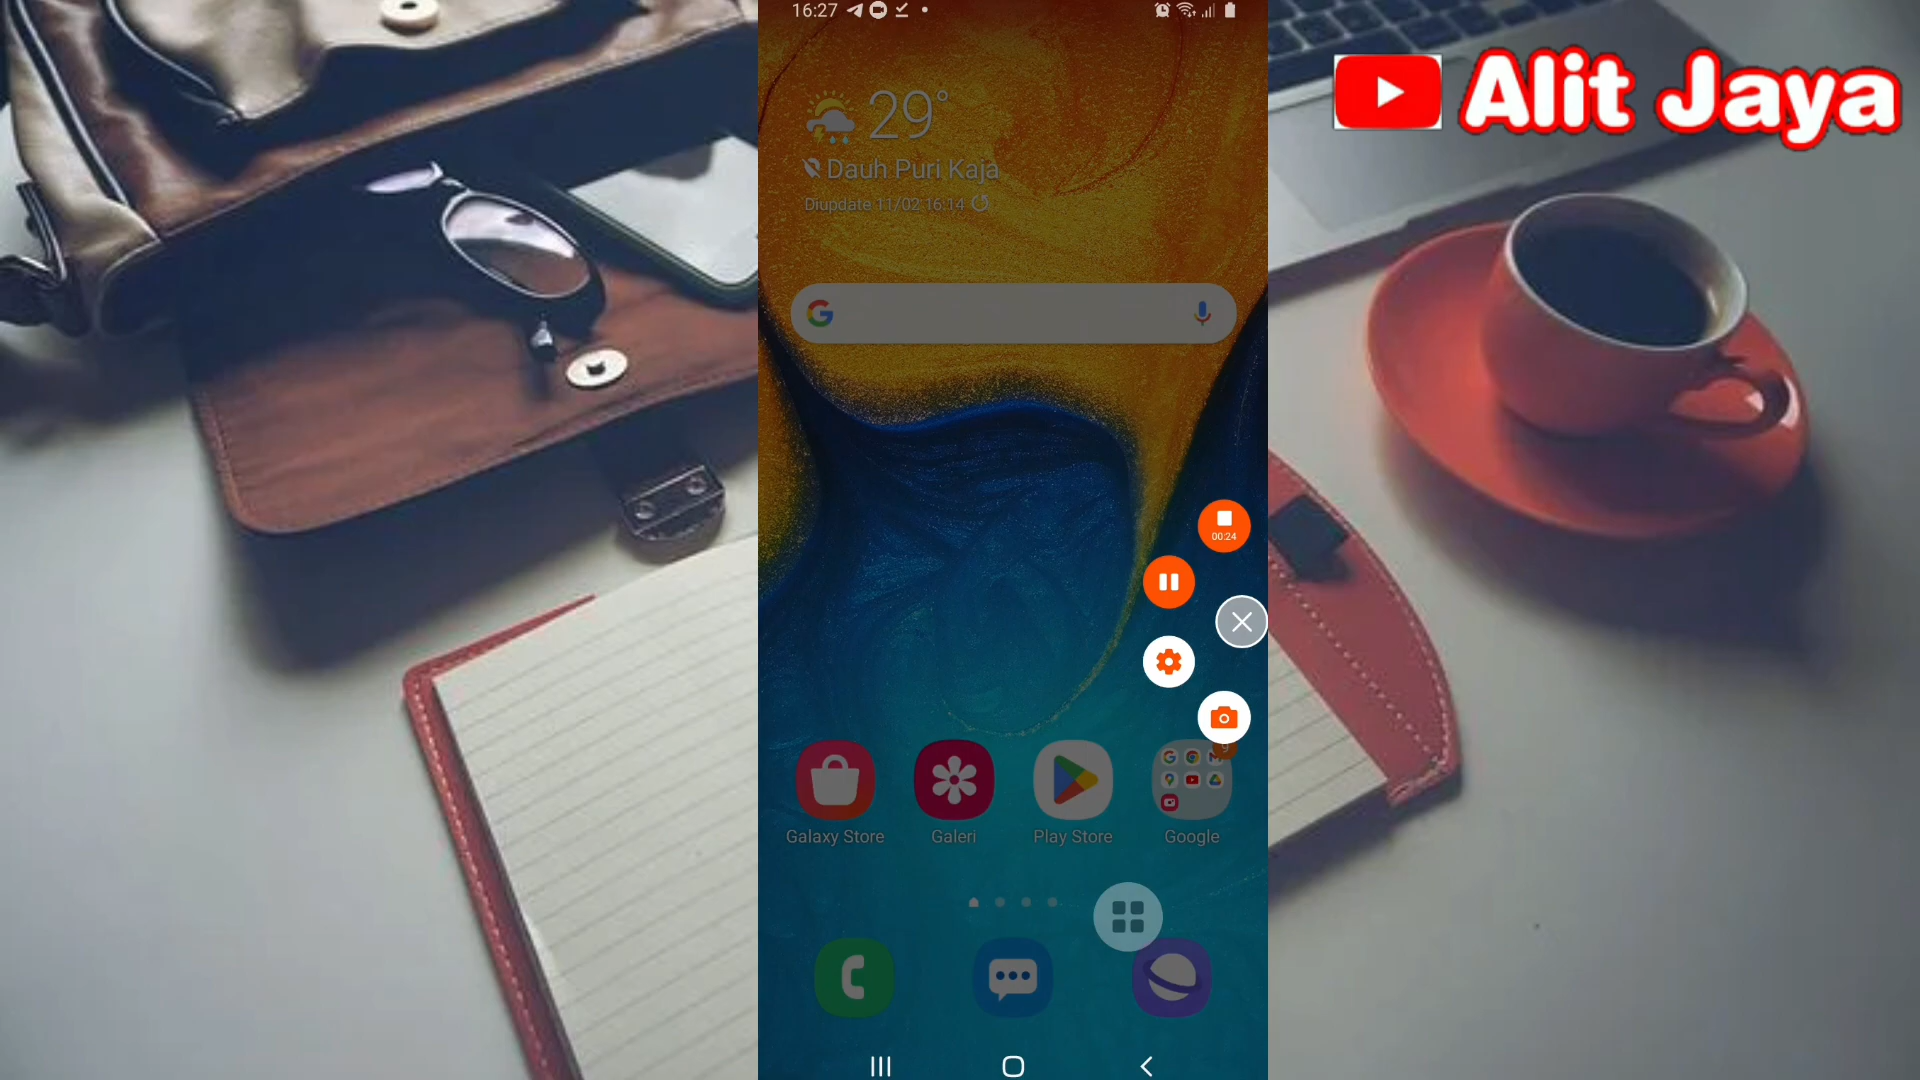 16:27
Alit Jaya
29°
Dauh Puri Kaja
Diupdate 11/02 16:14
00:24
9
Galaxy Store
Galeri
Play Store
Google